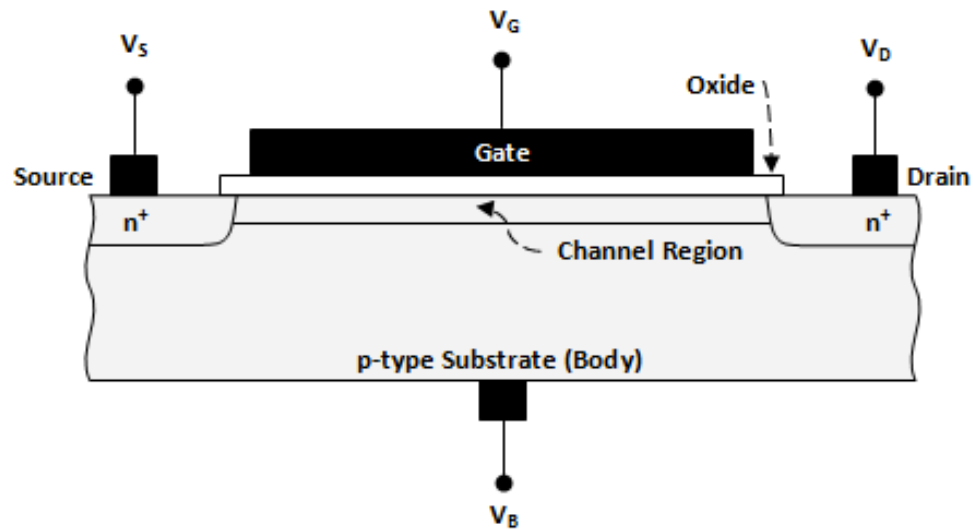 V_G
V_S
V_D
Oxide
Gate
Source
Drain
n⁺
n⁺
Channel Region
p-type Substrate (Body)
V_B